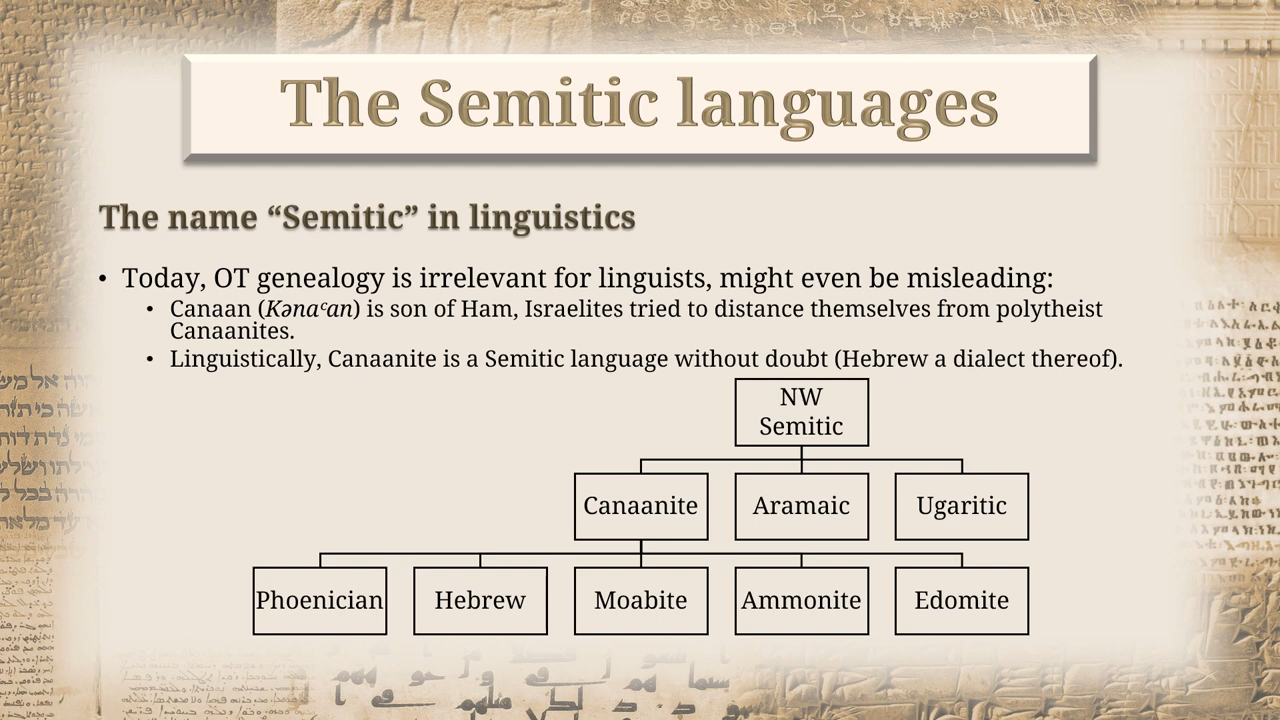 The Semitic languages
The name “Semitic” in linguistics
• Today, OT genealogy is irrelevant for linguists, might even be misleading:
• Canaan (Kǝnaᶜan) is son of Ham, Israelites tried to distance themselves from polytheist
Canaanites.
• Linguistically, Canaanite is a Semitic language without doubt (Hebrew a dialect thereof).
NW
Semitic
Canaanite Aramaic Ugaritic
Phoenician Hebrew Moabite Ammonite Edomite